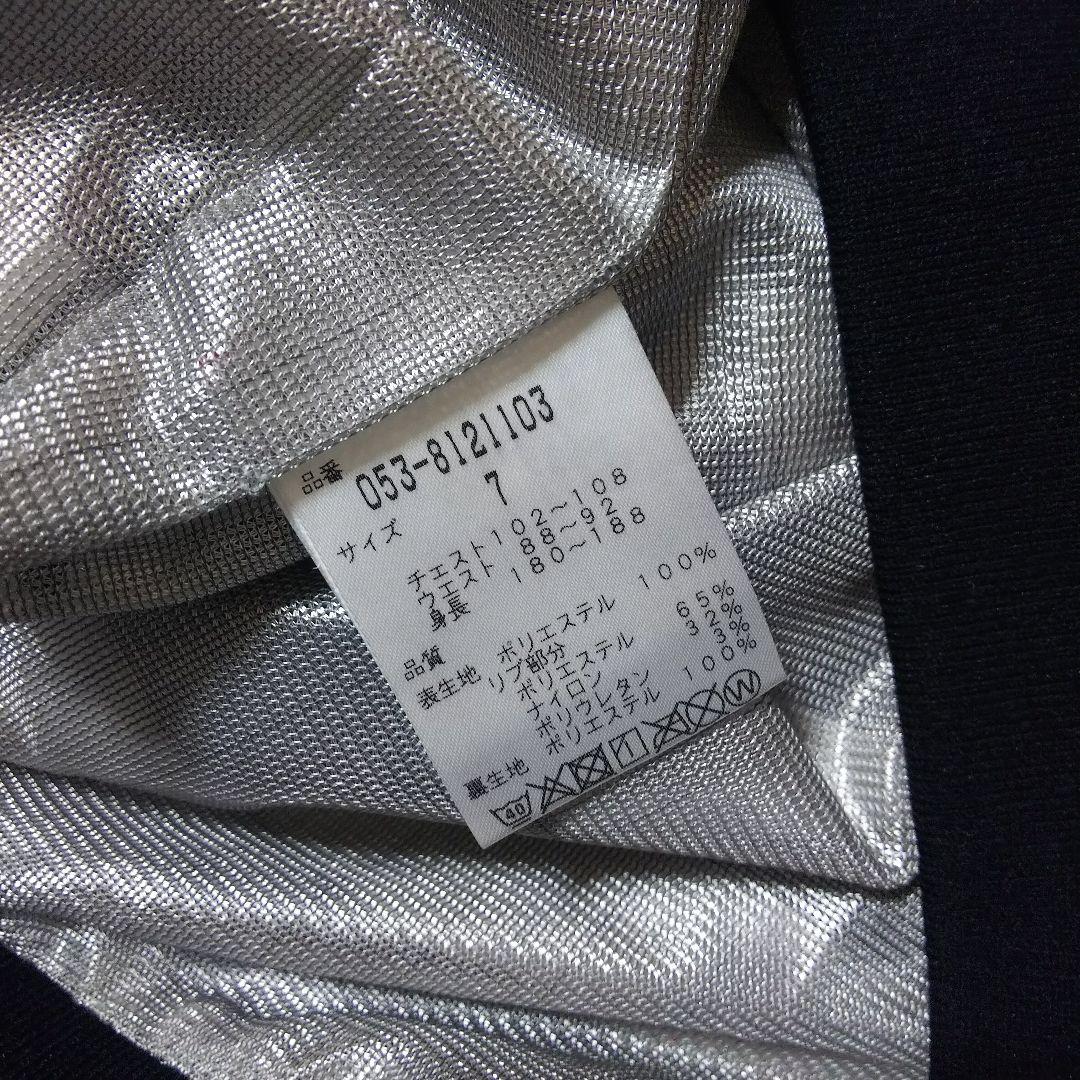 品番 053-8121103
サイズ 7
チェスト 102～108
ウエスト 88～92
身長 180～188
品質
表生地 ポリエステル 100%
リブ部分
ポリエステル 65%
ナイロン 32%
ポリウレタン 3%
裏生地 ポリエステル 100%
40 W